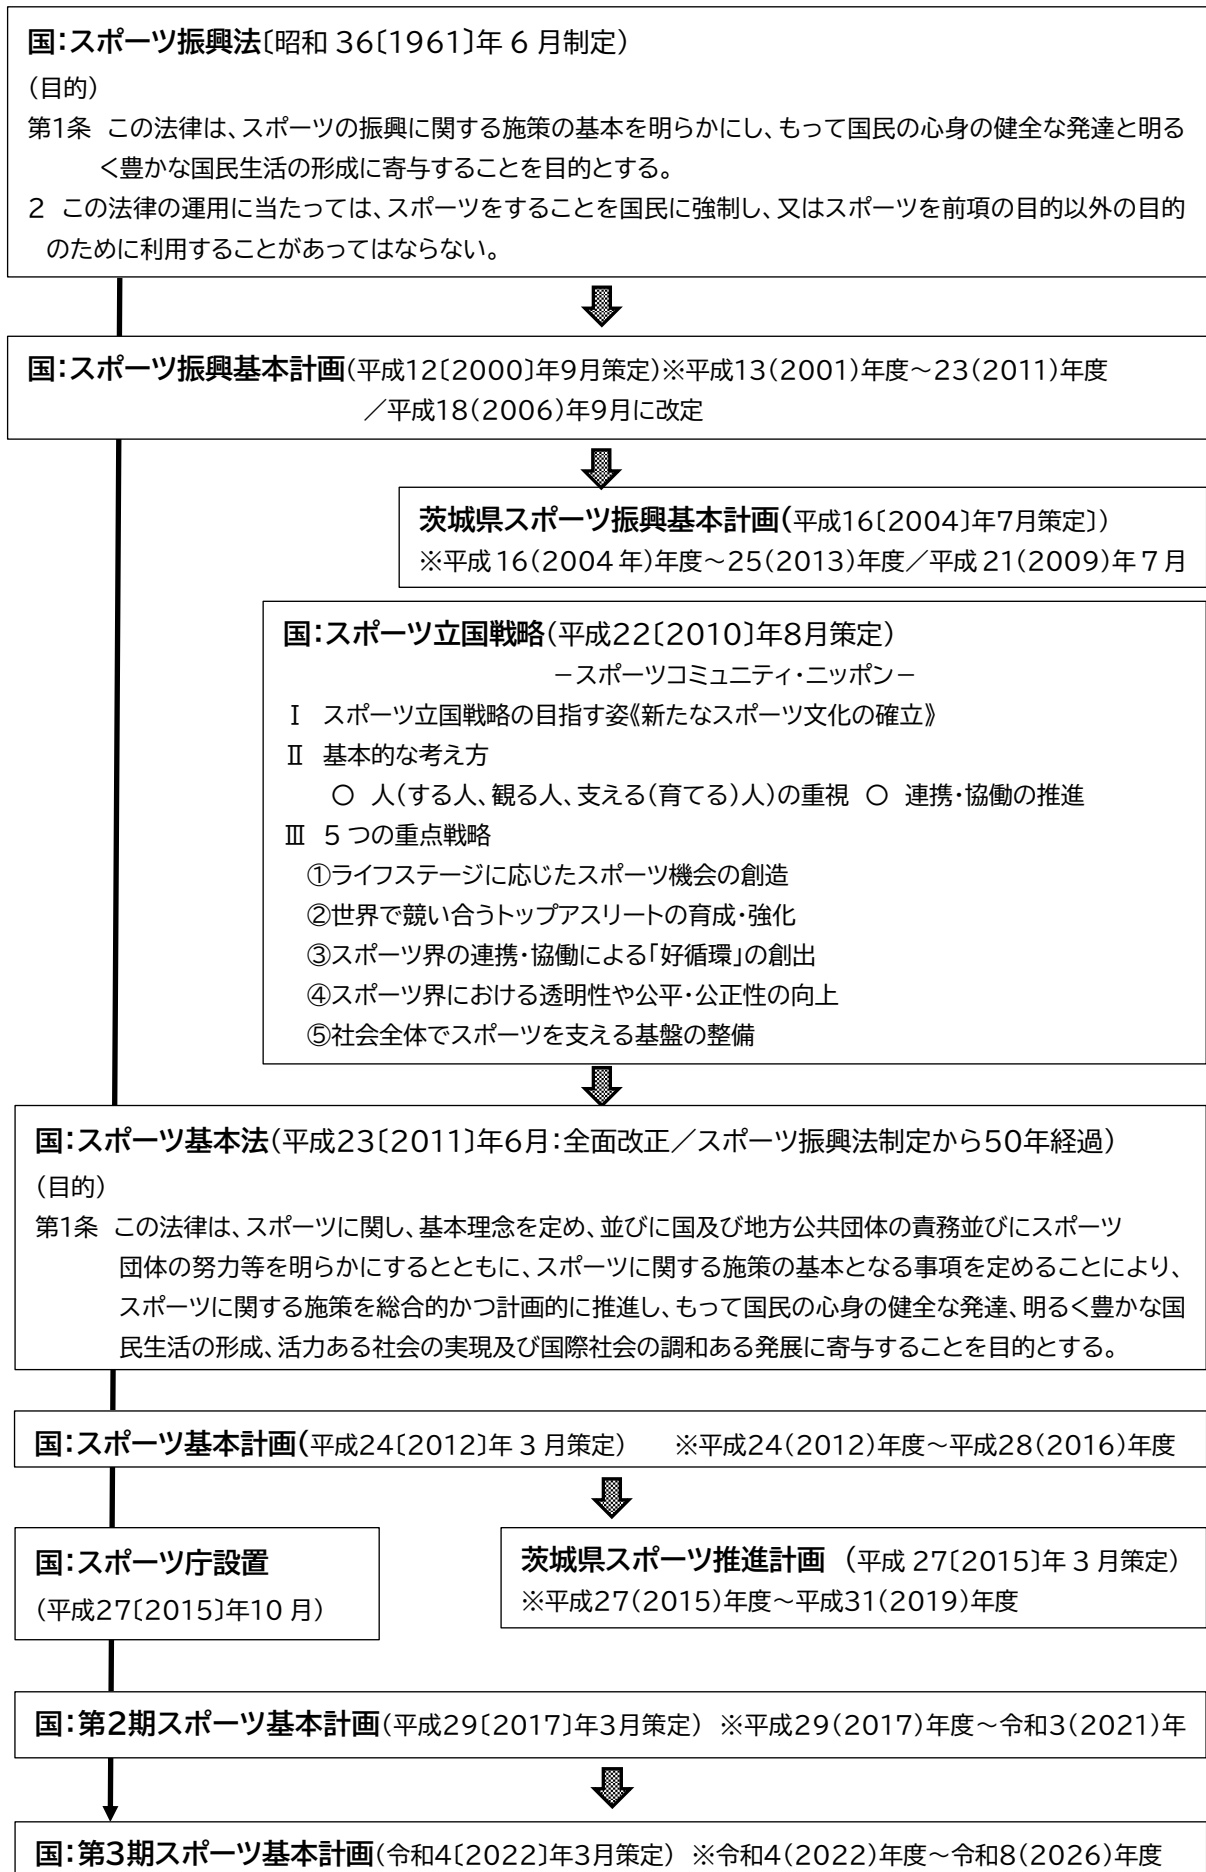 国：スポーツ振興法〔昭和 36〔1961〕年 6 月制定）
（目的）
第1条 この法律は、スポーツの振興に関する施策の基本を明らかにし、もって国民の心身の健全な発達と明る
く豊かな国民生活の形成に寄与することを目的とする。
2 この法律の運用に当たっては、スポーツをすることを国民に強制し、又はスポーツを前項の目的以外の目的
のために利用することがあってはならない。
国：スポーツ振興基本計画（平成12〔2000〕年9月策定）※平成13（2001）年度～23（2011）年度
／平成18（2006）年9月に改定
茨城県スポーツ振興基本計画（平成16〔2004〕年7月策定〕）
※平成 16（2004 年）年度～25（2013）年度／平成 21（2009）年 7 月
国：スポーツ立国戦略（平成22〔2010〕年8月策定）
－スポーツコミュニティ・ニッポン－
Ⅰ スポーツ立国戦略の目指す姿《新たなスポーツ文化の確立》
Ⅱ 基本的な考え方
○ 人（する人、観る人、支える（育てる）人）の重視 ○ 連携・協働の推進
Ⅲ 5 つの重点戦略
①ライフステージに応じたスポーツ機会の創造
②世界で競い合うトップアスリートの育成・強化
③スポーツ界の連携・協働による「好循環」の創出
④スポーツ界における透明性や公平・公正性の向上
⑤社会全体でスポーツを支える基盤の整備
国：スポーツ基本法（平成23〔2011〕年6月：全面改正／スポーツ振興法制定から50年経過）
（目的）
第1条 この法律は、スポーツに関し、基本理念を定め、並びに国及び地方公共団体の責務並びにスポーツ
団体の努力等を明らかにするとともに、スポーツに関する施策の基本となる事項を定めることにより、
スポーツに関する施策を総合的かつ計画的に推進し、もって国民の心身の健全な発達、明るく豊かな国
民生活の形成、活力ある社会の実現及び国際社会の調和ある発展に寄与することを目的とする。
国：スポーツ基本計画（平成24〔2012〕年 3 月策定） ※平成24（2012）年度～平成28（2016）年度
国：スポーツ庁設置
（平成27〔2015〕年10 月）
茨城県スポーツ推進計画 （平成 27〔2015〕年 3 月策定）
※平成27（2015）年度～平成31（2019）年度
国：第2期スポーツ基本計画（平成29〔2017〕年3月策定） ※平成29（2017）年度～令和3（2021）年
国：第3期スポーツ基本計画（令和4〔2022〕年3月策定） ※令和4（2022）年度～令和8（2026）年度